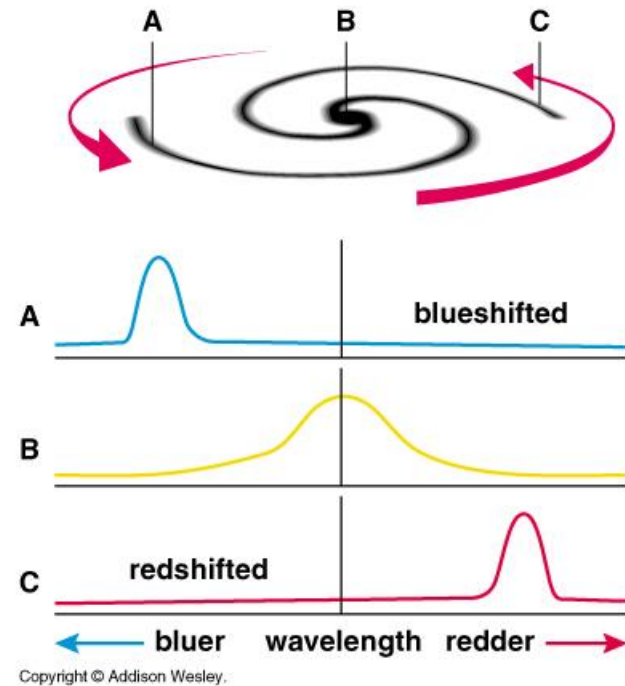 A B C
A
blueshifted
B
redshifted
C
bluer wavelength redder
Copyright © Addison Wesley.